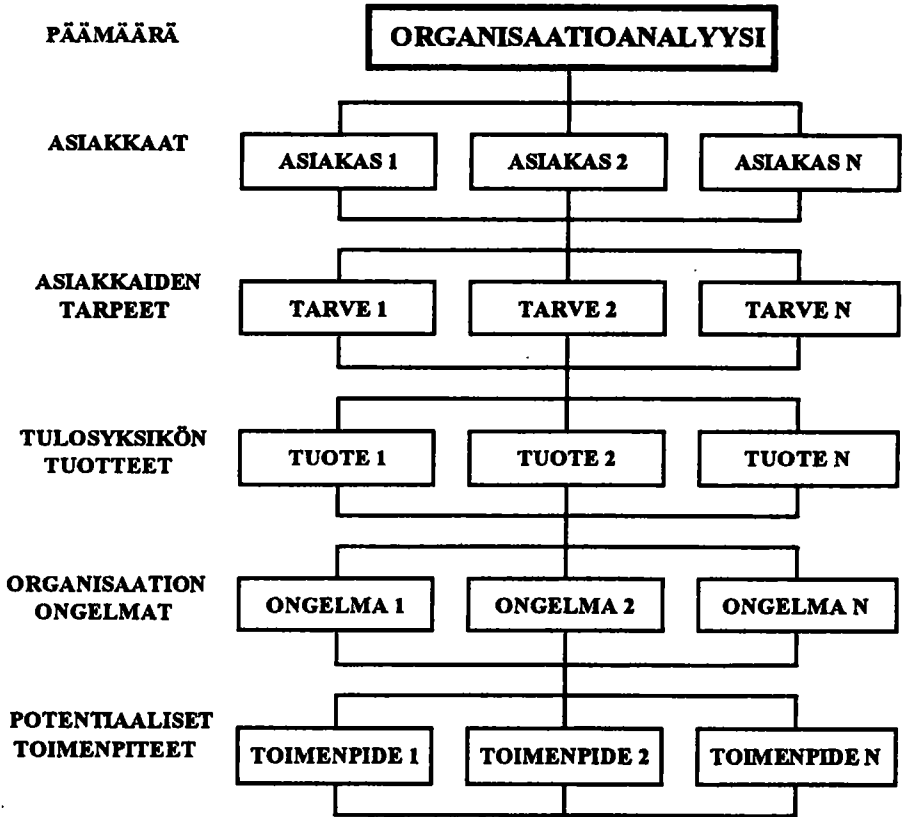 PÄÄMÄÄRÄ
ORGANISAATIOANALYYSI
ASIAKKAAT
ASIAKAS 1
ASIAKAS 2
ASIAKAS N
ASIAKKAIDEN
TARPEET
TARVE 1
TARVE 2
TARVE N
TULOSYKSIKÖN
TUOTTEET
TUOTE 1
TUOTE 2
TUOTE N
ORGANISAATION
ONGELMAT
ONGELMA 1
ONGELMA 2
ONGELMA N
POTENTIAALISET
TOIMENPITEET
TOIMENPIDE 1
TOIMENPIDE 2
TOIMENPIDE N